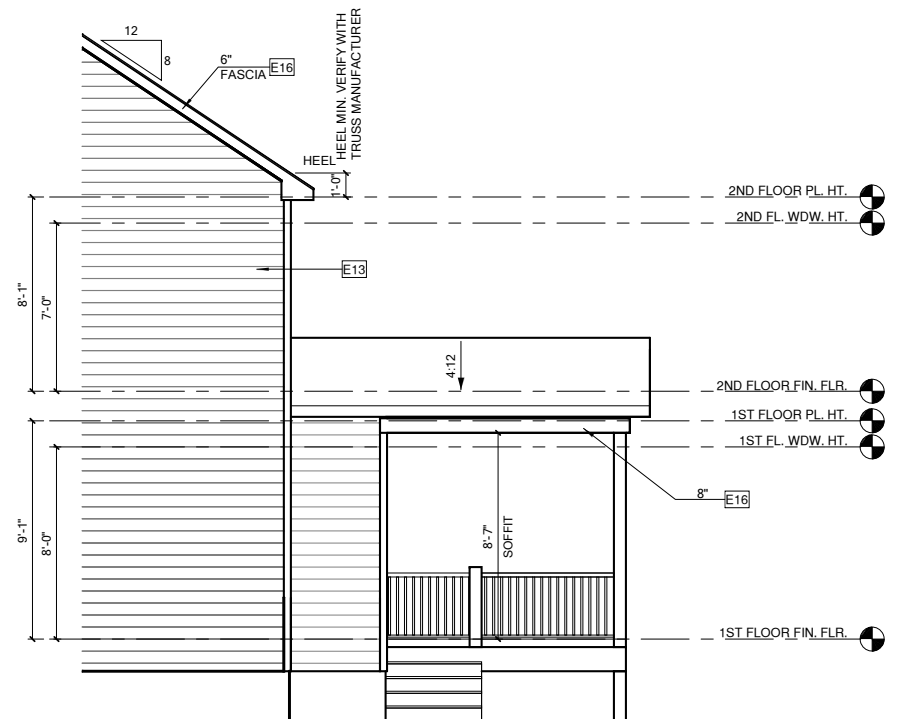 12
8
6"
FASCIA
E16
HEEL MIN. VERIFY WITH
TRUSS MANUFACTURER
HEEL
1'-0"
2ND FLOOR PL. HT.
2ND FL. WDW. HT.
E13
8'-1"
7'-0"
4:12
2ND FLOOR FIN. FLR.
1ST FLOOR PL. HT.
1ST FL. WDW. HT.
8"
E16
9'-1"
8'-0"
8'-7"
SOFFIT
1ST FLOOR FIN. FLR.